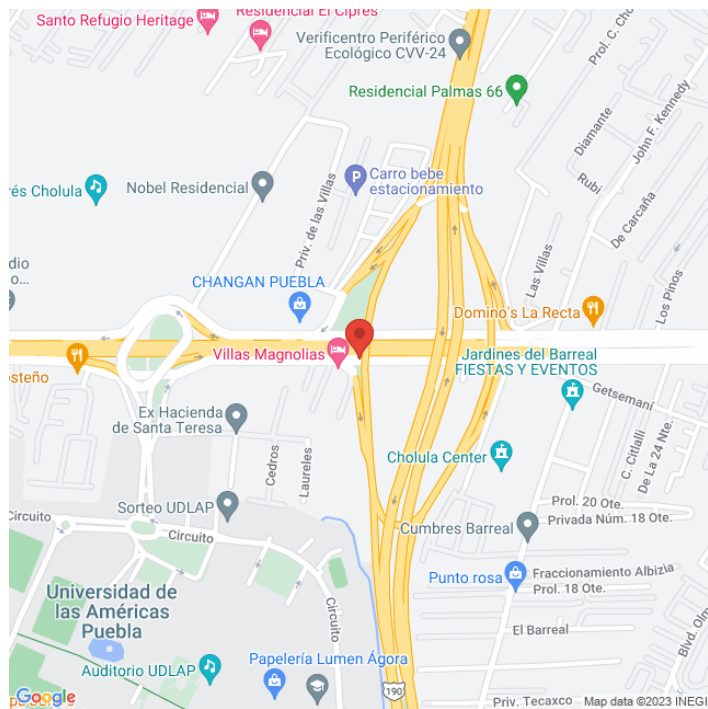 Residencial El Ciprés
Santo Refugio Heritage
Verificentro Periférico
Ecológico CVV-24
Prol. C. Cho
Residencial Palmas 66
Diamante
John F. Kennedy
Rubí
Carro bebe
estacionamiento
P
rés Cholula
Nobel Residencial
Priv. de las Villas
De Carcaña
Las Villas
Los Pinos
dio
o...
CHANGAN PUEBLA
Domino's La Recta
Villas Magnolias
Jardines del Barreal
FIESTAS Y EVENTOS
osteño
Getsemaní
Ex Hacienda
de Santa Teresa
Cedros
Laureles
Cholula Center
C. Citlalli
De La 24 Nte.
Sorteo UDLAP
Prol. 20 Ote.
Privada Núm. 18 Ote.
Circuito
Circuito
Cumbres Barreal
Punto rosa
Fraccionamiento Albizia
Prol. 18 Ote.
Universidad de
las Américas
Puebla
Circuito
El Barreal
Blvd. Olm
Auditorio UDLAP
Papelería Lumen Ágora
190
Priv. Tecaxco
Google
Map data ©2023 INEGI